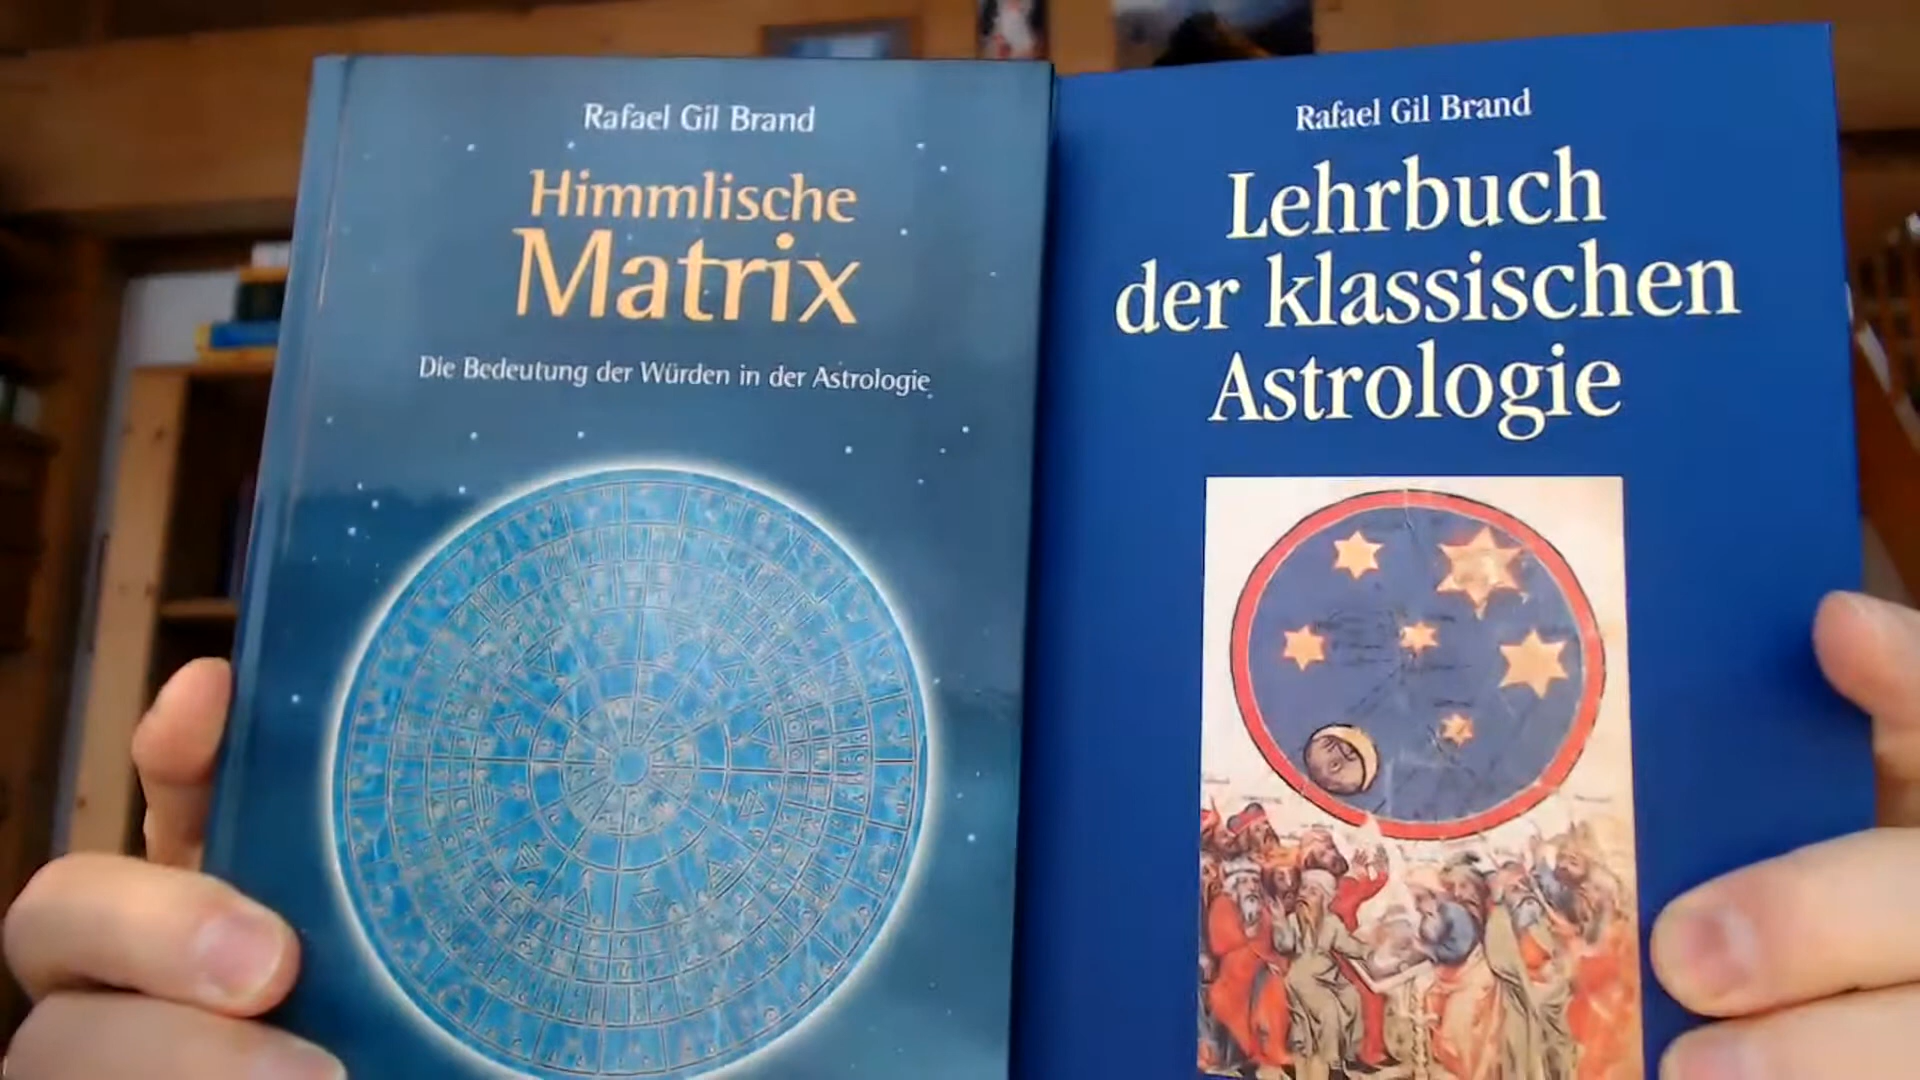 Rafael Gil Brand
Himmlische
Matrix
Die Bedeutung der Würden in der Astrologie
Rafael Gil Brand
Lehrbuch
der klassischen
Astrologie